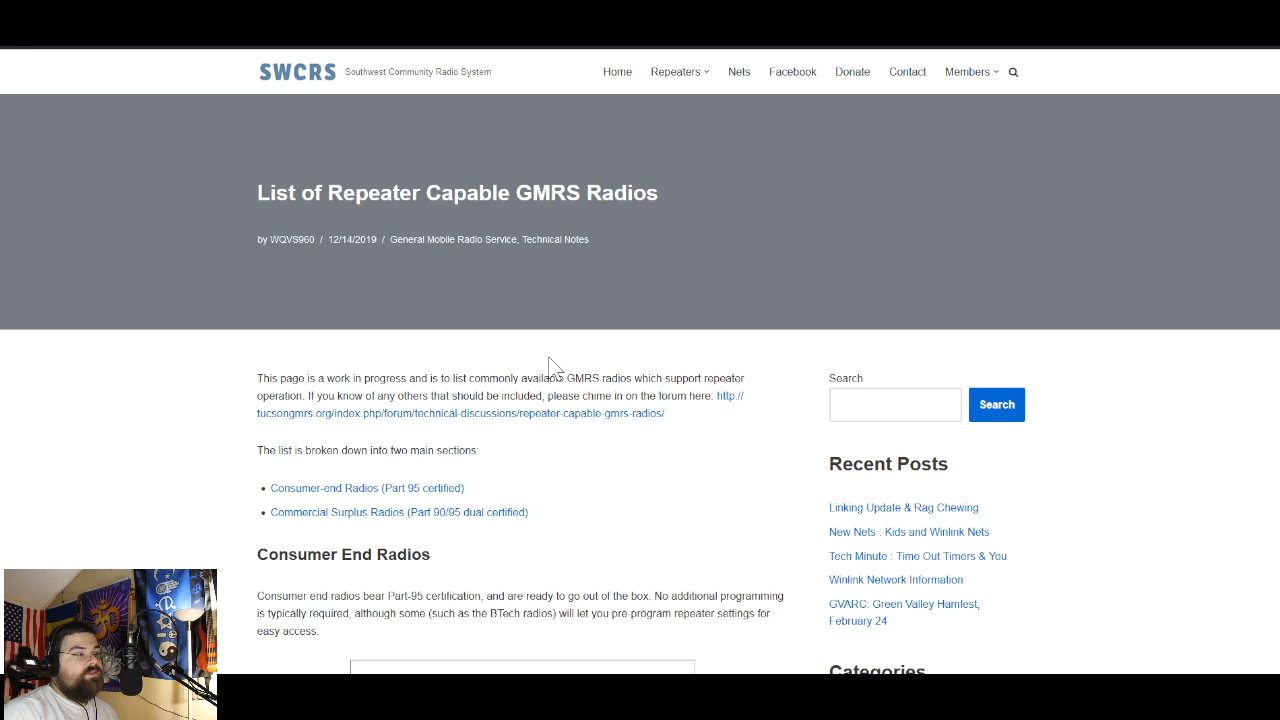 SWCRS Southwest Community Radio System Home Repeaters Nets Facebook Donate Contact Members
List of Repeater Capable GMRS Radios
by WQVS960 / 12/14/2019 / General Mobile Radio Service, Technical Notes
This page is a work in progress and is to list commonly available GMRS radios which support repeater
operation. If you know of any others that should be included, please chime in on the forum here: http://
tucsongmrs.org/index.php/forum/technical-discussions/repeater-capable-gmrs-radios/
The list is broken down into two main sections:
• Consumer-end Radios (Part 95 certified)
• Commercial Surplus Radios (Part 90/95 dual certified)
Consumer End Radios
Consumer end radios bear Part-95 certification, and are ready to go out of the box. No additional programming
is typically required, although some (such as the BTech radios) will let you pre-program repeater settings for
easy access.
Search
Search
Recent Posts
Linking Update & Rag Chewing
New Nets : Kids and Winlink Nets
Tech Minute : Time Out Timers & You
Winlink Network Information
GVARC: Green Valley Hamfest,
February 24
Categories